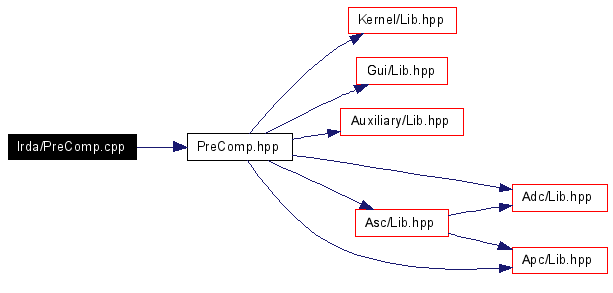 Kernel/Lib.hpp
Gui/Lib.hpp
Auxiliary/Lib.hpp
Irda/PreComp.cpp
PreComp.hpp
Adc/Lib.hpp
Asc/Lib.hpp
Apc/Lib.hpp